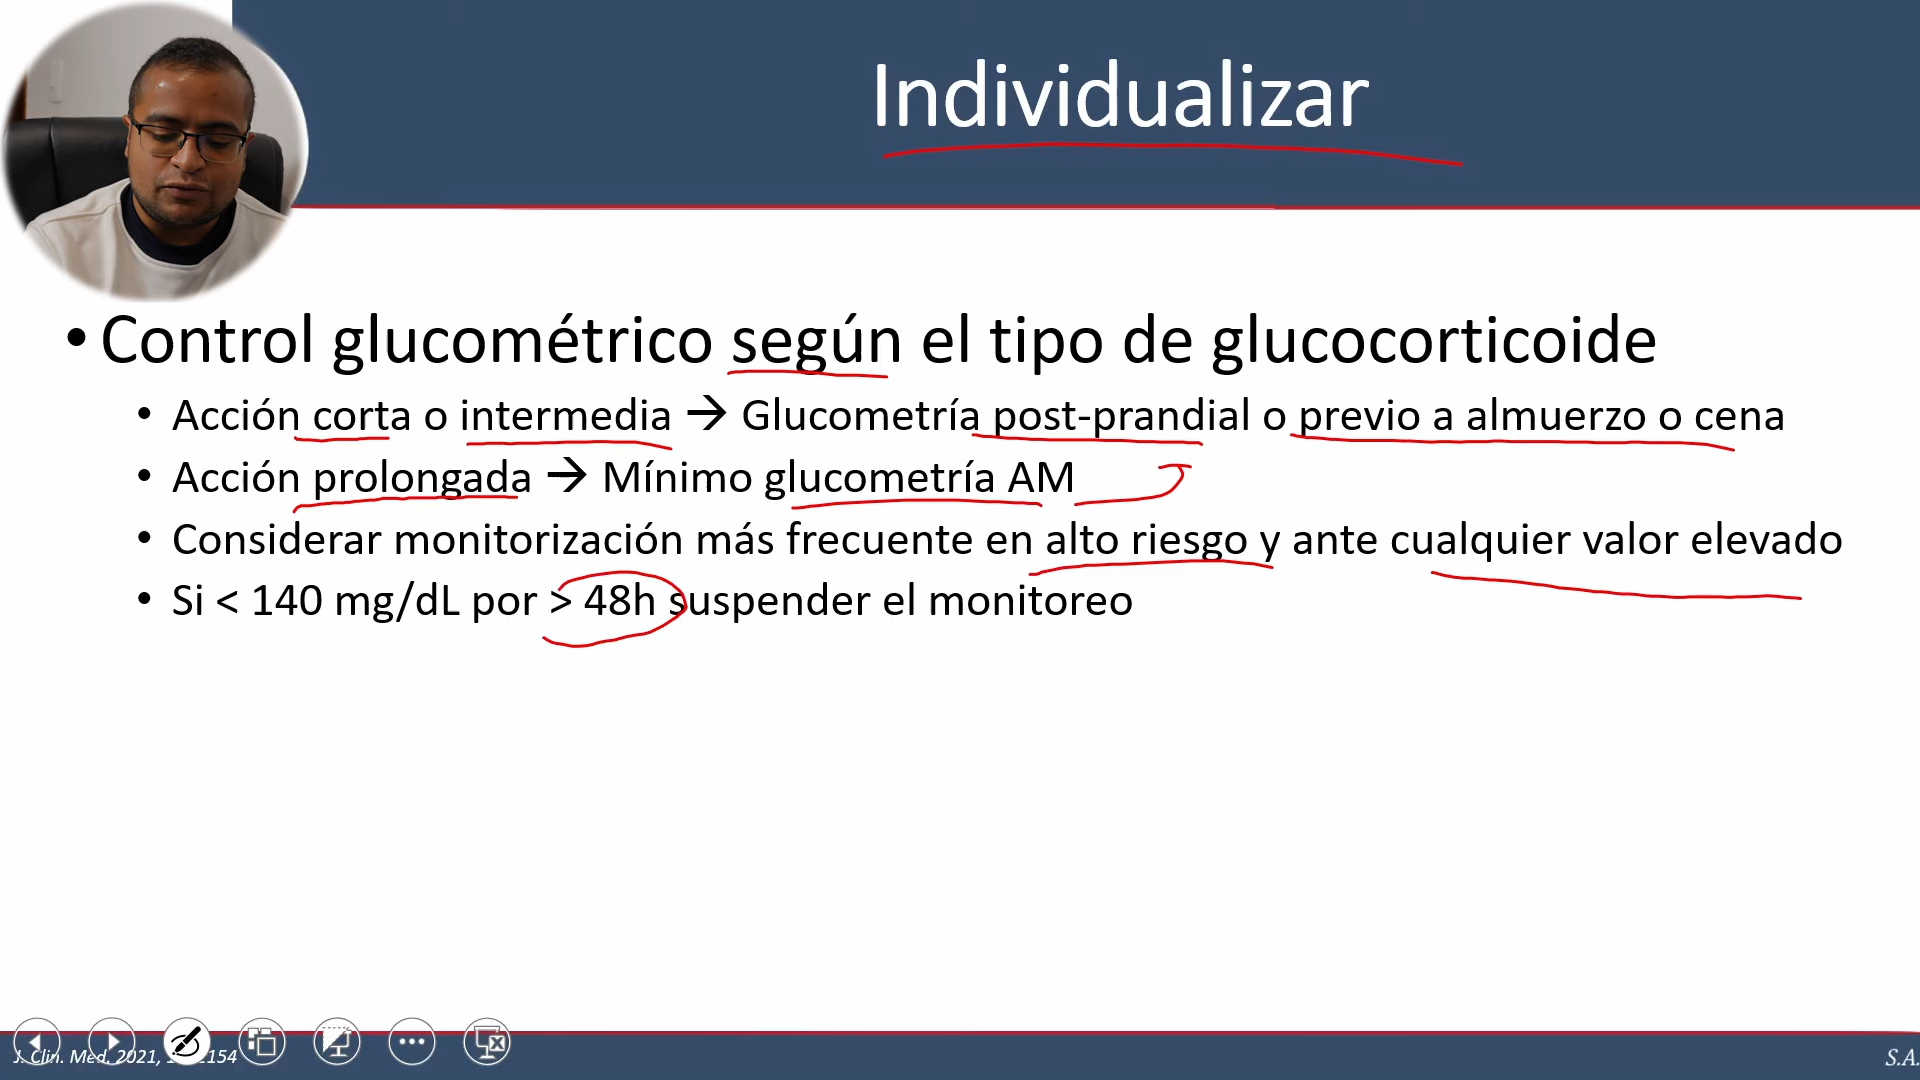 Individualizar
• Control glucométrico según el tipo de glucocorticoide
• Acción corta o intermedia → Glucometría post-prandial o previo a almuerzo o cena
• Acción prolongada → Mínimo glucometría AM
• Considerar monitorización más frecuente en alto riesgo y ante cualquier valor elevado
• Si < 140 mg/dL por > 48h suspender el monitoreo
J. Clin. Med. 2021, 154
S.A.